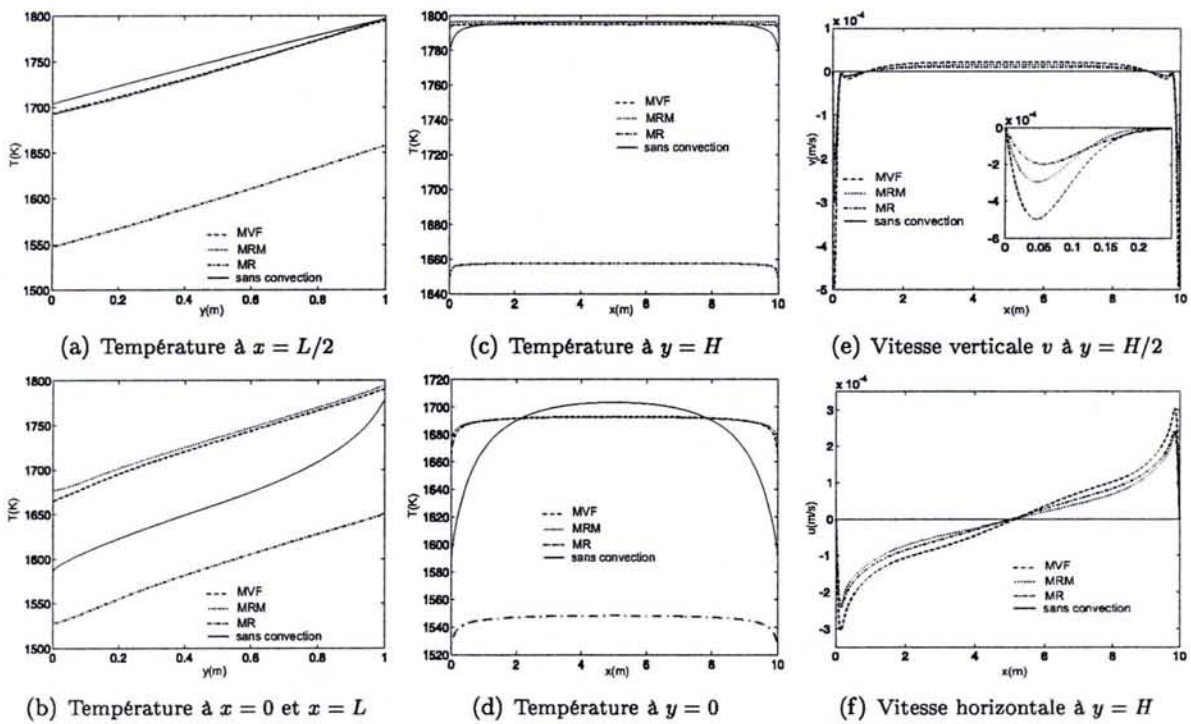 1800
1750
1700
1650
1600
1550
1500
T(K)
MVF
MRM
MR
sans convection
0
0.2
0.4
0.6
0.8
1
y(m)
(a) Température à x = L/2
1800
1780
1760
1740
1720
1700
1680
1660
1640
T(K)
MVF
MRM
MR
sans convection
0
2
4
6
8
10
x(m)
(c) Température à y = H
1 x 10⁻⁴
0
-1
-2
-3
-4
-5
v(m/s)
MVF
MRM
MR
sans convection
x 10⁻⁴
0
-2
-4
-6
0
0.05
0.1
0.15
0.2
0
2
4
6
8
10
x(m)
(e) Vitesse verticale v à y = H/2
1800
1750
1700
1650
1600
1550
1500
T(K)
MVF
MRM
MR
sans convection
0
0.2
0.4
0.6
0.8
1
y(m)
(b) Température à x = 0 et x = L
1720
1700
1680
1660
1640
1620
1600
1580
1560
1540
1520
T(K)
MVF
MRM
MR
sans convection
0
2
4
6
8
10
x(m)
(d) Température à y = 0
x 10⁻⁴
3
2
1
0
-1
-2
-3
u(m/s)
MVF
MRM
MR
sans convection
0
2
4
6
8
10
x(m)
(f) Vitesse horizontale à y = H